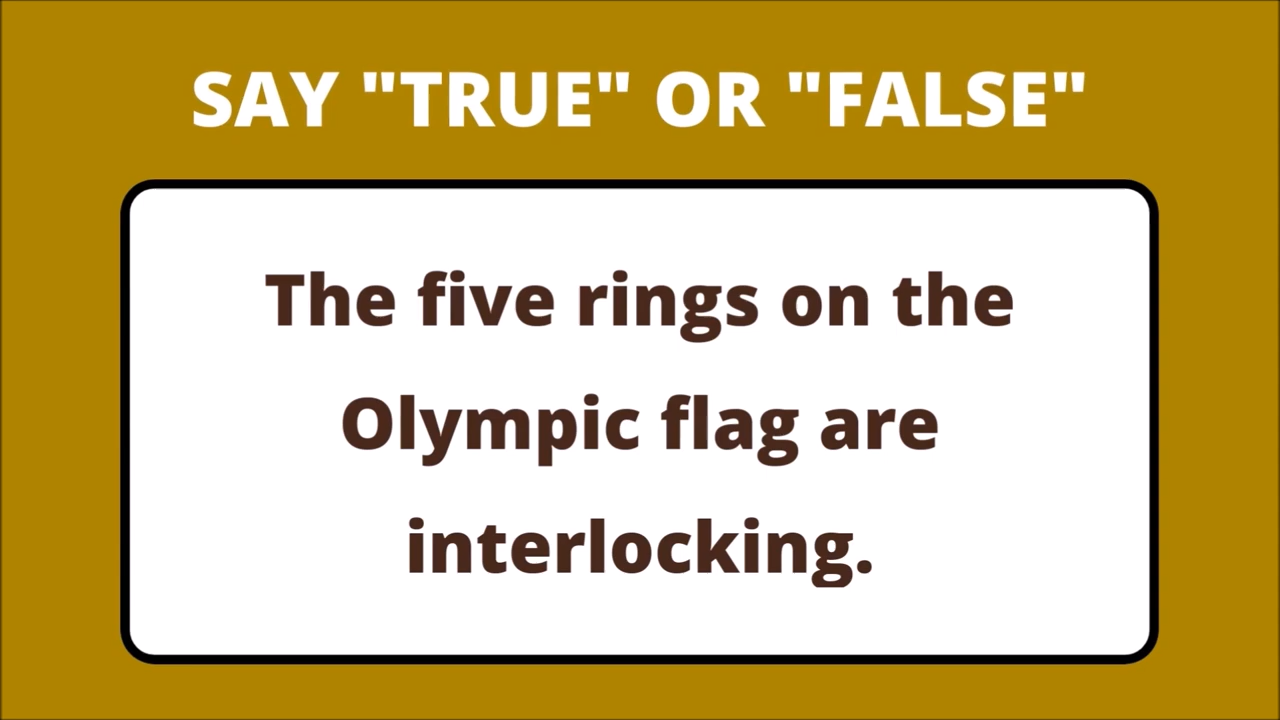 SAY "TRUE" OR "FALSE"
The five rings on the
Olympic flag are
interlocking.